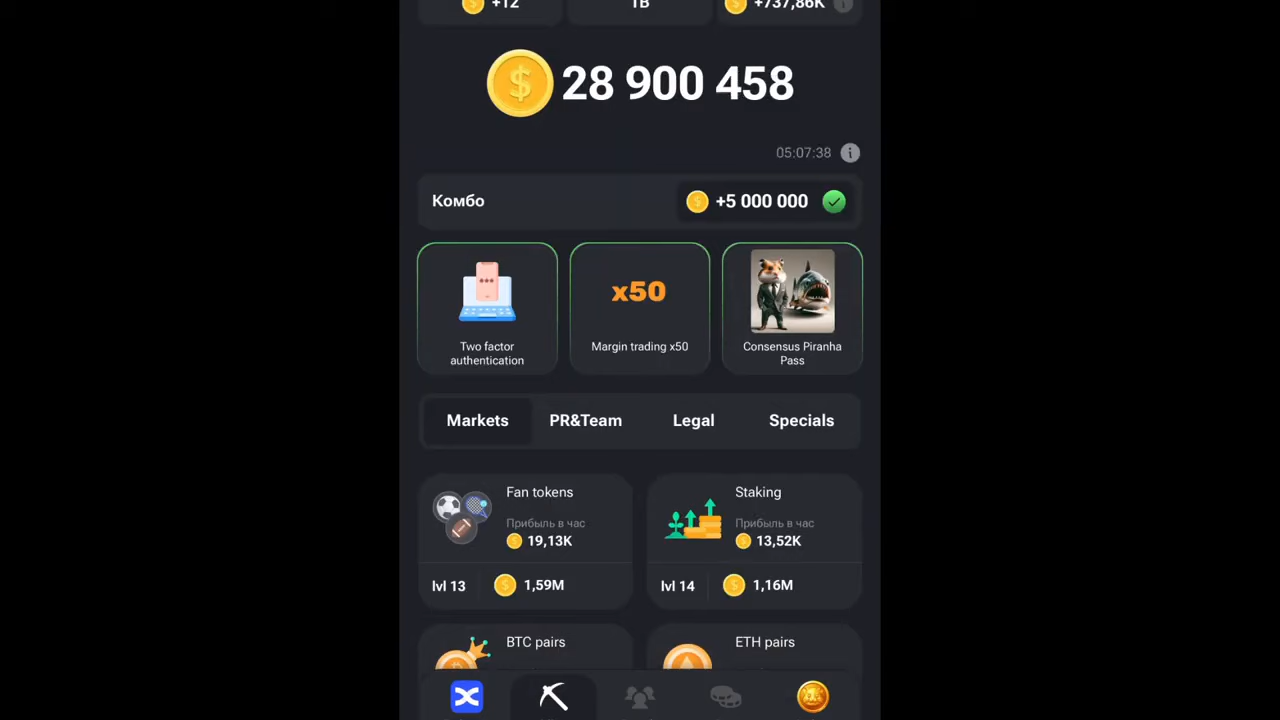 +12
1B
+737,86K
28 900 458
05:07:38
Комбо
+5 000 000
Two factor
authentication
x50
Margin trading x50
Consensus Piranha
Pass
Markets
PR&Team
Legal
Specials
Fan tokens
Прибыль в час
19,13K
lvl 13
1,59M
Staking
Прибыль в час
13,52K
lvl 14
1,16M
BTC pairs
ETH pairs